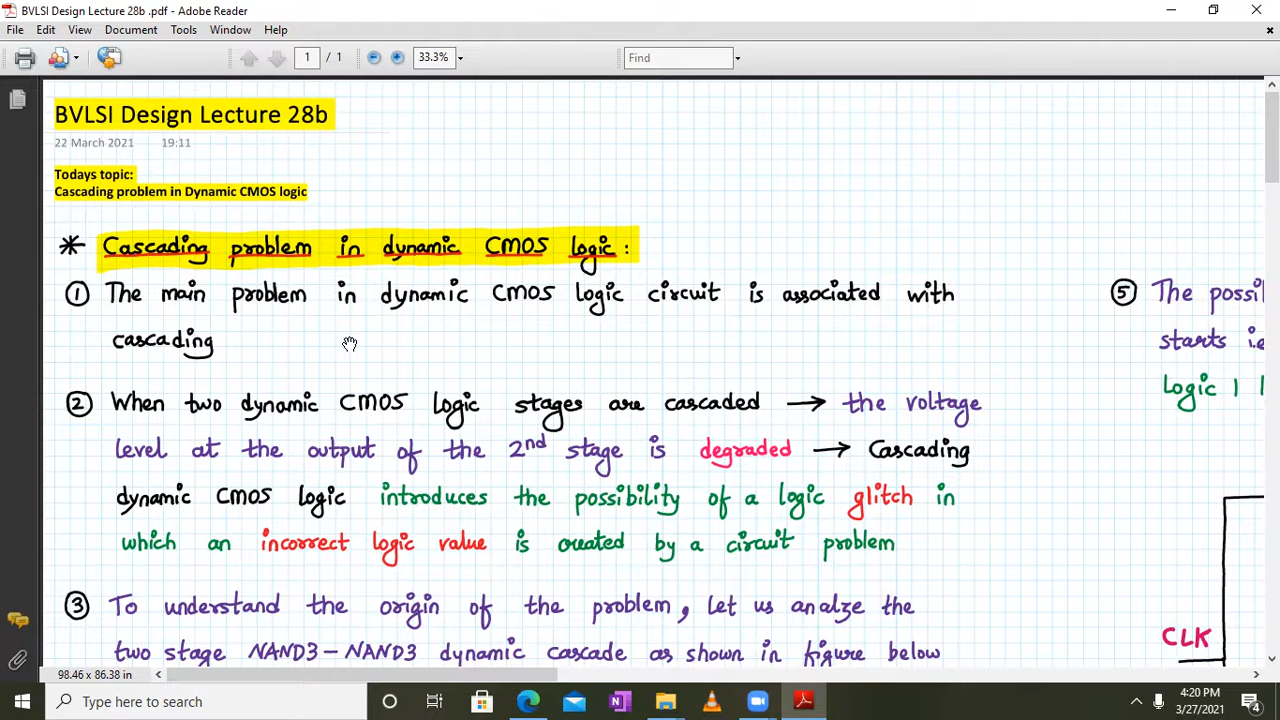 BVLSI Design Lecture 28b .pdf - Adobe Reader
File Edit View Document Tools Window Help
1 / 1 33.3% Find
BVLSI Design Lecture 28b
22 March 2021 19:11
Todays topic:
Cascading problem in Dynamic CMOS logic
* Cascading problem in dynamic CMOS logic :
① The main problem in dynamic CMOS logic circuit is associated with
cascading
② When two dynamic CMOS logic stages are cascaded → the voltage
level at the output of the 2nd stage is degraded → Cascading
dynamic CMOS logic introduces the possibility of a logic glitch in
which an incorrect logic value is created by a circuit problem
③ To understand the origin of the problem, let us analze the
two stage NAND3-NAND3 dynamic cascade as shown in figure below
⑤ The possi
starts i.e
logic 1
CLK
98.46 x 86.38 in
Type here to search
4:20 PM
3/27/2021
4